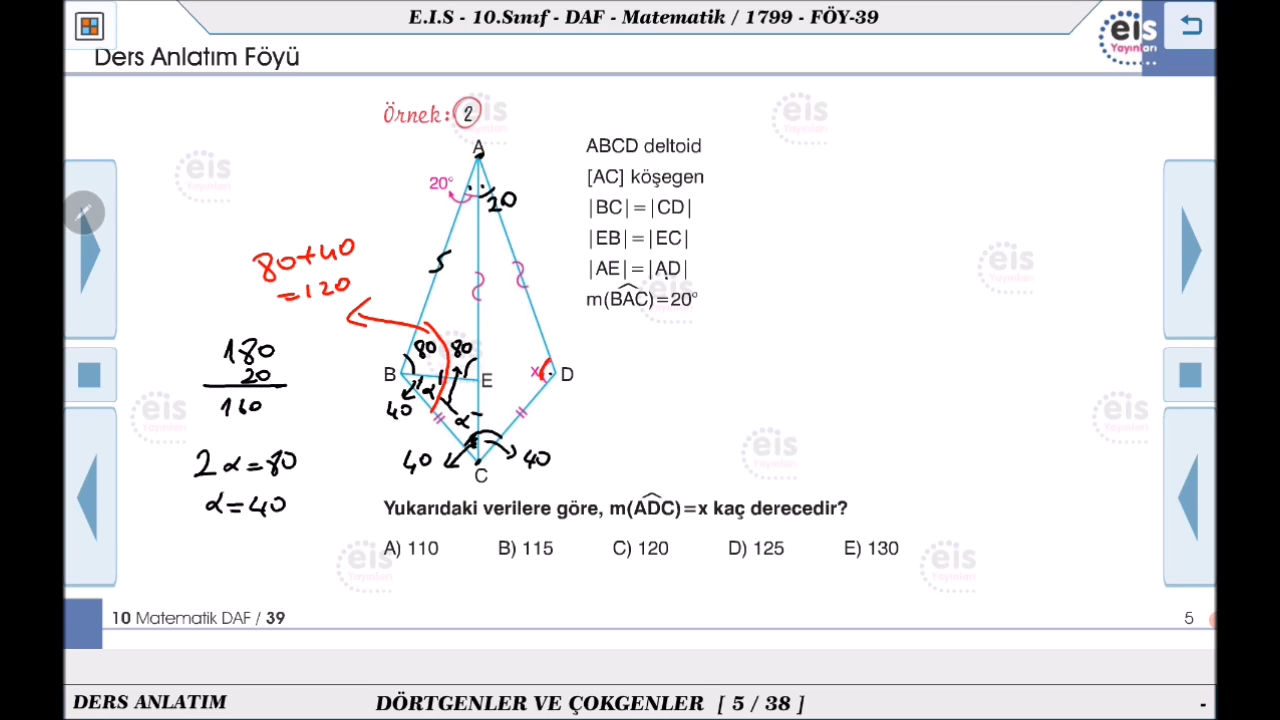 E.I.S - 10.Sınıf - DAF - Matematik / 1799 - FÖY-39
eis
Yayınları
Ders Anlatım Föyü
Örnek: 2
A
20°
20
ABCD deltoid
[AC] köşegen
|BC| = |CD|
|EB| = |EC|
|AE| = |AD|
m(BAC) = 20°
80+40
= 120
180
20
160
2α = 80
α = 40
80 80
B α E x D
40 α
40 40
C
Yukarıdaki verilere göre, m(ADC) = x kaç derecedir?
A) 110 B) 115 C) 120 D) 125 E) 130
10 Matematik DAF / 39
5
DERS ANLATIM DÖRTGENLER VE ÇOKGENLER [ 5 / 38 ] -